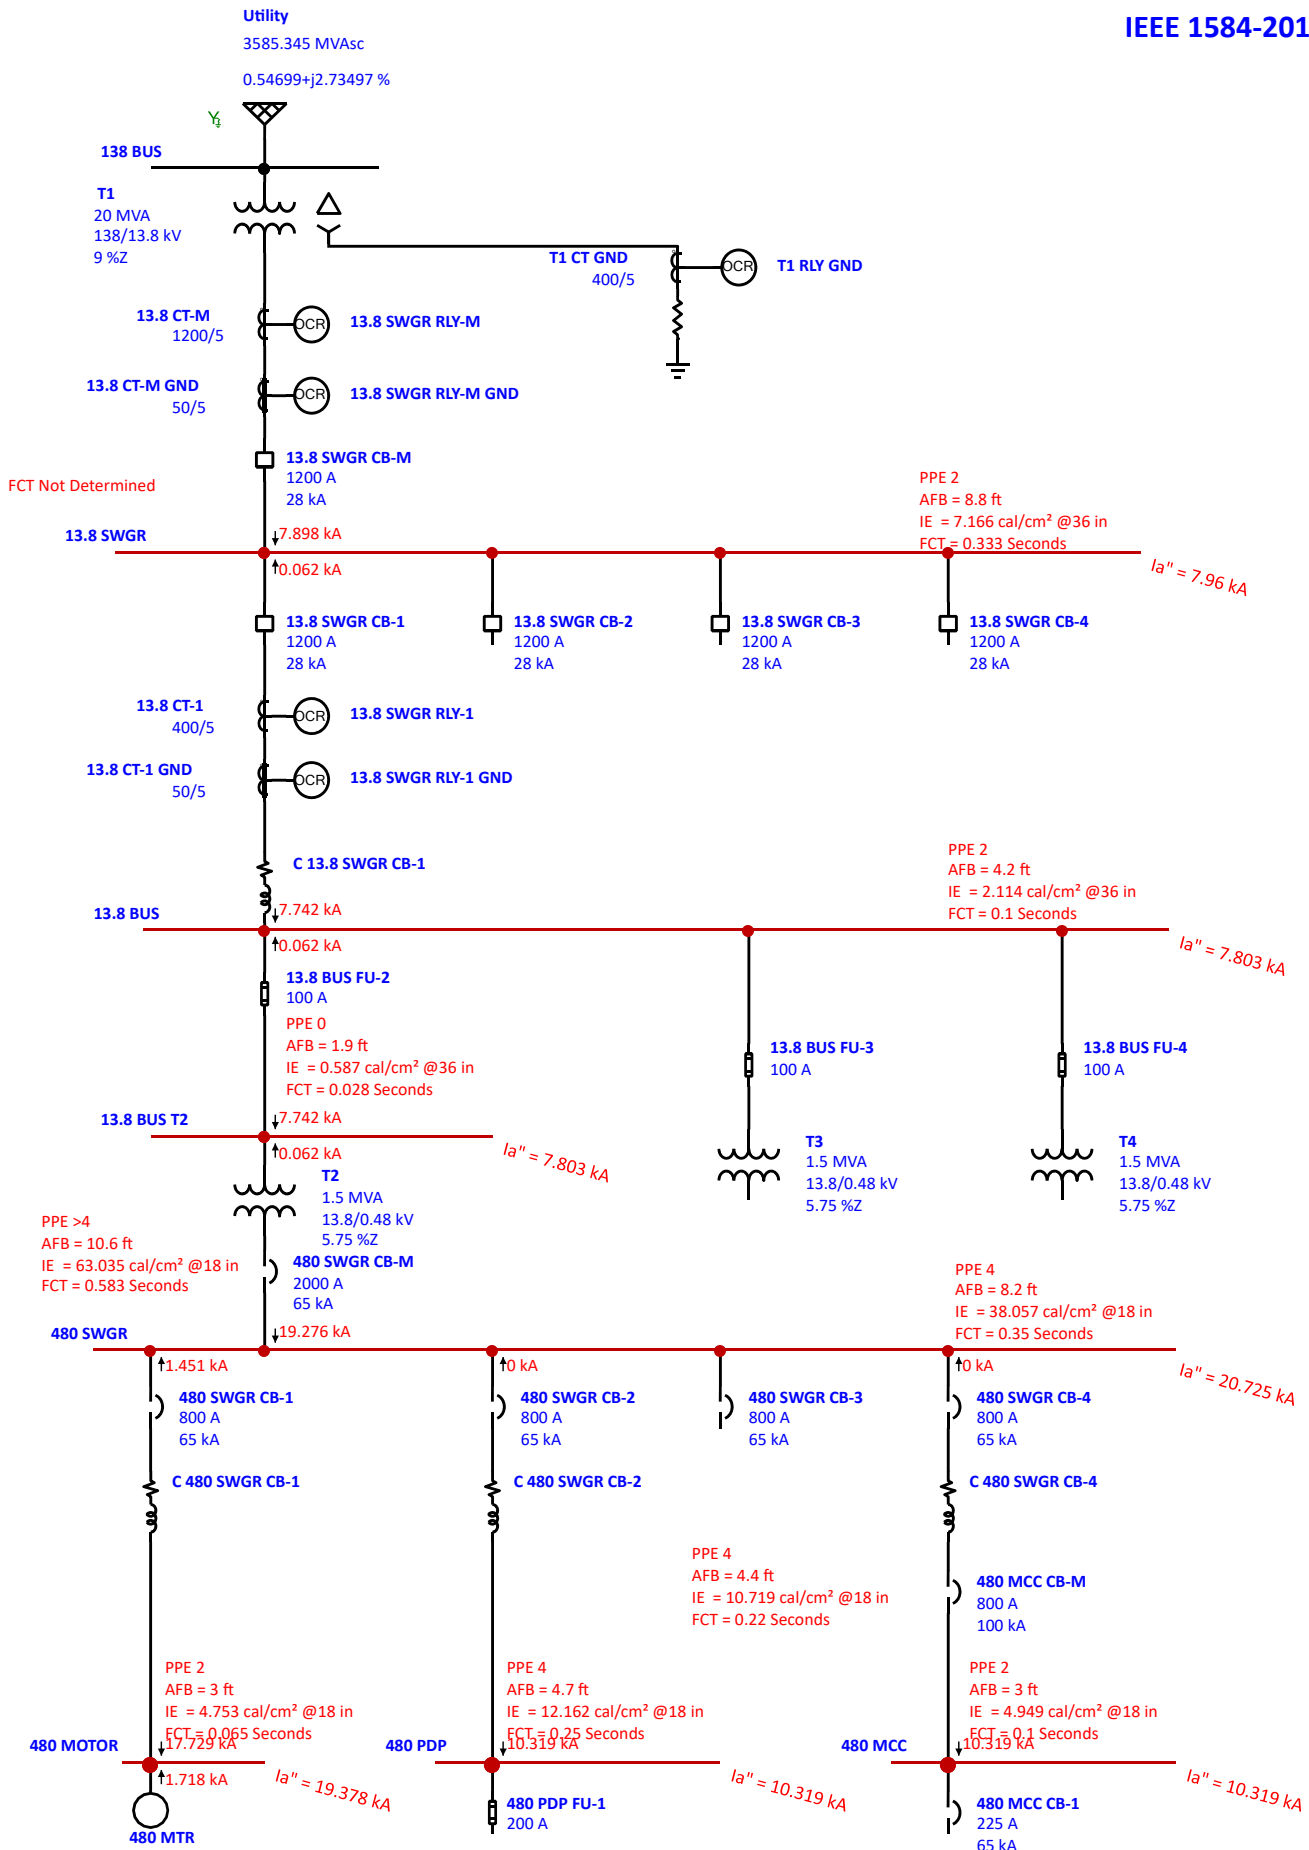 Utility
3585.345 MVAsc
0.54699+j2.73497 %
IEEE 1584-201
Y
138 BUS
T1
20 MVA
138/13.8 kV
9 %Z
T1 CT GND
400/5
OCR
T1 RLY GND
13.8 CT-M
1200/5
OCR
13.8 SWGR RLY-M
13.8 CT-M GND
50/5
OCR
13.8 SWGR RLY-M GND
13.8 SWGR CB-M
1200 A
28 kA
FCT Not Determined
PPE 2
AFB = 8.8 ft
IE = 7.166 cal/cm² @36 in
FCT = 0.333 Seconds
13.8 SWGR
7.898 kA
0.062 kA
Ia" = 7.96 kA
13.8 SWGR CB-1
1200 A
28 kA
13.8 SWGR CB-2
1200 A
28 kA
13.8 SWGR CB-3
1200 A
28 kA
13.8 SWGR CB-4
1200 A
28 kA
13.8 CT-1
400/5
OCR
13.8 SWGR RLY-1
13.8 CT-1 GND
50/5
OCR
13.8 SWGR RLY-1 GND
C 13.8 SWGR CB-1
PPE 2
AFB = 4.2 ft
IE = 2.114 cal/cm² @36 in
FCT = 0.1 Seconds
13.8 BUS
7.742 kA
0.062 kA
Ia" = 7.803 kA
13.8 BUS FU-2
100 A
PPE 0
AFB = 1.9 ft
IE = 0.587 cal/cm² @36 in
FCT = 0.028 Seconds
13.8 BUS FU-3
100 A
13.8 BUS FU-4
100 A
13.8 BUS T2
7.742 kA
0.062 kA
Ia" = 7.803 kA
T2
1.5 MVA
13.8/0.48 kV
5.75 %Z
T3
1.5 MVA
13.8/0.48 kV
5.75 %Z
T4
1.5 MVA
13.8/0.48 kV
5.75 %Z
PPE >4
AFB = 10.6 ft
IE = 63.035 cal/cm² @18 in
FCT = 0.583 Seconds
480 SWGR CB-M
2000 A
65 kA
PPE 4
AFB = 8.2 ft
IE = 38.057 cal/cm² @18 in
FCT = 0.35 Seconds
480 SWGR
19.276 kA
1.451 kA
0 kA
0 kA
Ia" = 20.725 kA
480 SWGR CB-1
800 A
65 kA
480 SWGR CB-2
800 A
65 kA
480 SWGR CB-3
800 A
65 kA
480 SWGR CB-4
800 A
65 kA
C 480 SWGR CB-1
C 480 SWGR CB-2
C 480 SWGR CB-4
PPE 4
AFB = 4.4 ft
IE = 10.719 cal/cm² @18 in
FCT = 0.22 Seconds
480 MCC CB-M
800 A
100 kA
PPE 2
AFB = 3 ft
IE = 4.753 cal/cm² @18 in
FCT = 0.065 Seconds
PPE 4
AFB = 4.7 ft
IE = 12.162 cal/cm² @18 in
FCT = 0.25 Seconds
PPE 2
AFB = 3 ft
IE = 4.949 cal/cm² @18 in
FCT = 0.1 Seconds
480 MOTOR
17.729 kA
1.718 kA
Ia" = 19.378 kA
480 PDP
10.319 kA
Ia" = 10.319 kA
480 MCC
10.319 kA
Ia" = 10.319 kA
480 MTR
480 PDP FU-1
200 A
480 MCC CB-1
225 A
65 kA